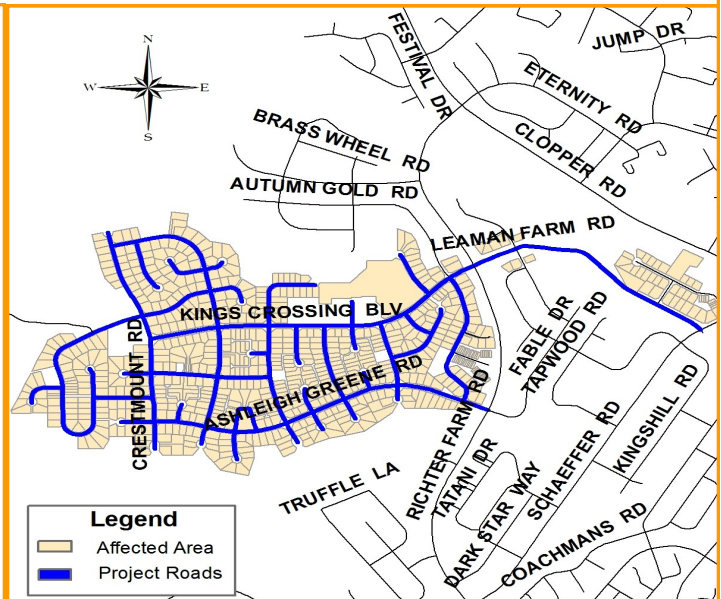 FESTIVAL DR
JUMP DR
N
W E
S
ETERNITY RD
BRASS WHEEL RD
CLOPPER RD
AUTUMN GOLD RD
LEAMAN FARM RD
KINGS CROSSING BLV
FABLE DR
TAPWOOD RD
CRESTMOUNT RD
ASHLEIGH GREENE RD
KINGSHILL RD
RICHTER FARM RD
SCHAEFFER RD
TATANI DR
TRUFFLE LA
DARK STAR WAY
COACHMANS RD
Legend
Affected Area
Project Roads